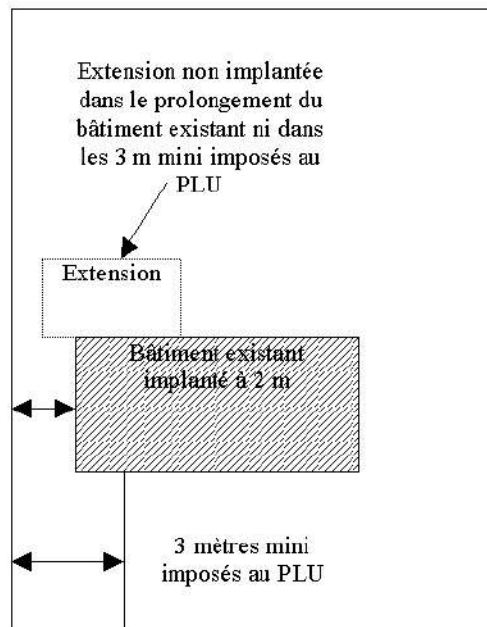 Extension non implantée
dans le prolongement du
bâtiment existant ni dans
les 3 m mini imposés au
PLU
Extension
Bâtiment existant
implanté à 2 m
3 mètres mini
imposés au PLU